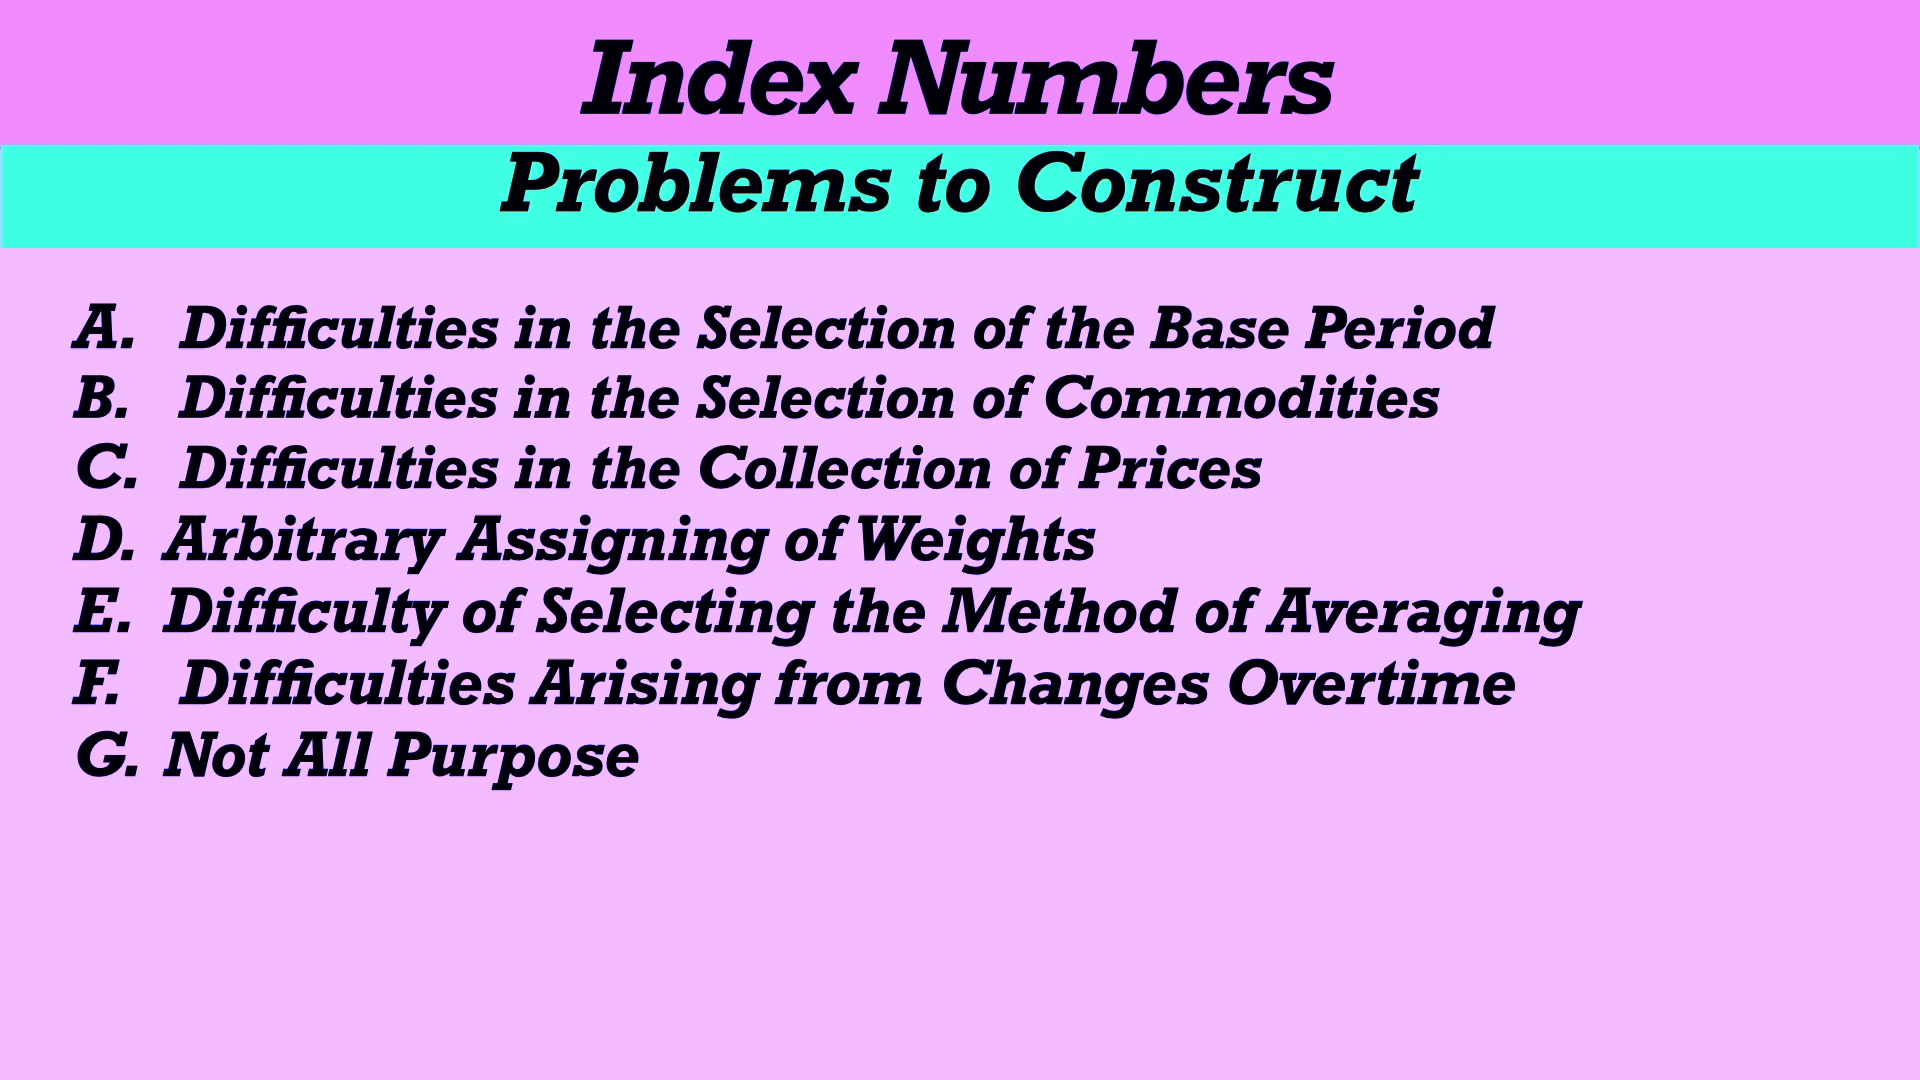 Index Numbers
Problems to Construct
A. Difficulties in the Selection of the Base Period
B. Difficulties in the Selection of Commodities
C. Difficulties in the Collection of Prices
D. Arbitrary Assigning of Weights
E. Difficulty of Selecting the Method of Averaging
F. Difficulties Arising from Changes Overtime
G. Not All Purpose